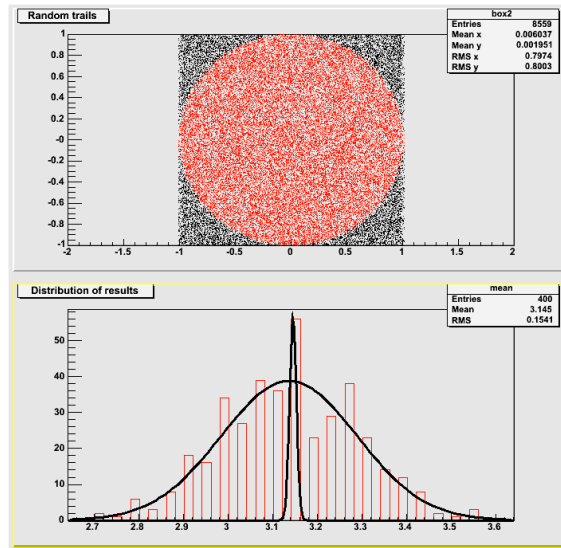 Random trails
box2
Entries 8559
Mean x 0.006037
Mean y 0.001951
RMS x 0.7974
RMS y 0.8003
1
0.8
0.6
0.4
0.2
0
-0
-0.2
-0.4
-0.6
-0.8
-1
-2 -1.5 -1 -0.5 0 0.5 1 1.5 2
Distribution of results
mean
Entries 400
Mean 3.145
RMS 0.1541
50
40
30
20
10
0
2.7 2.8 2.9 3 3.1 3.2 3.3 3.4 3.5 3.6